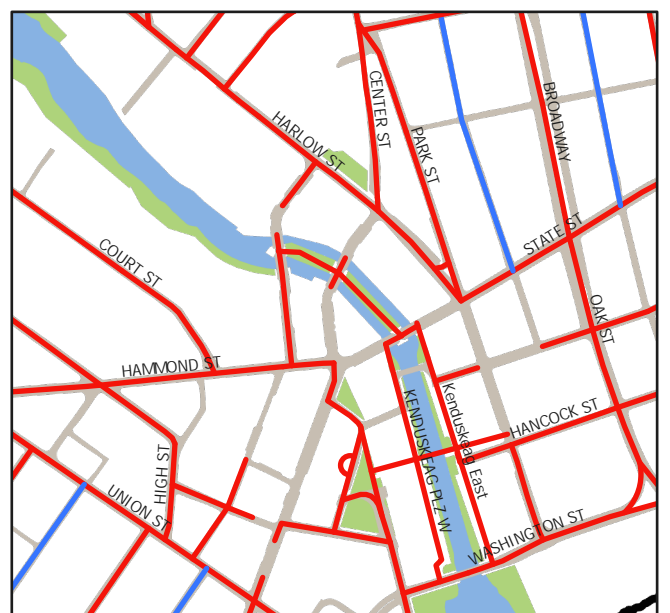 CENTER ST
BROADWAY
HARLOW ST
PARK ST
STATE ST
COURT ST
OAK ST
HAMMOND ST
KENDUSKEAG PLZ W
Kenduskeag East
HANCOCK ST
HIGH ST
UNION ST
WASHINGTON ST